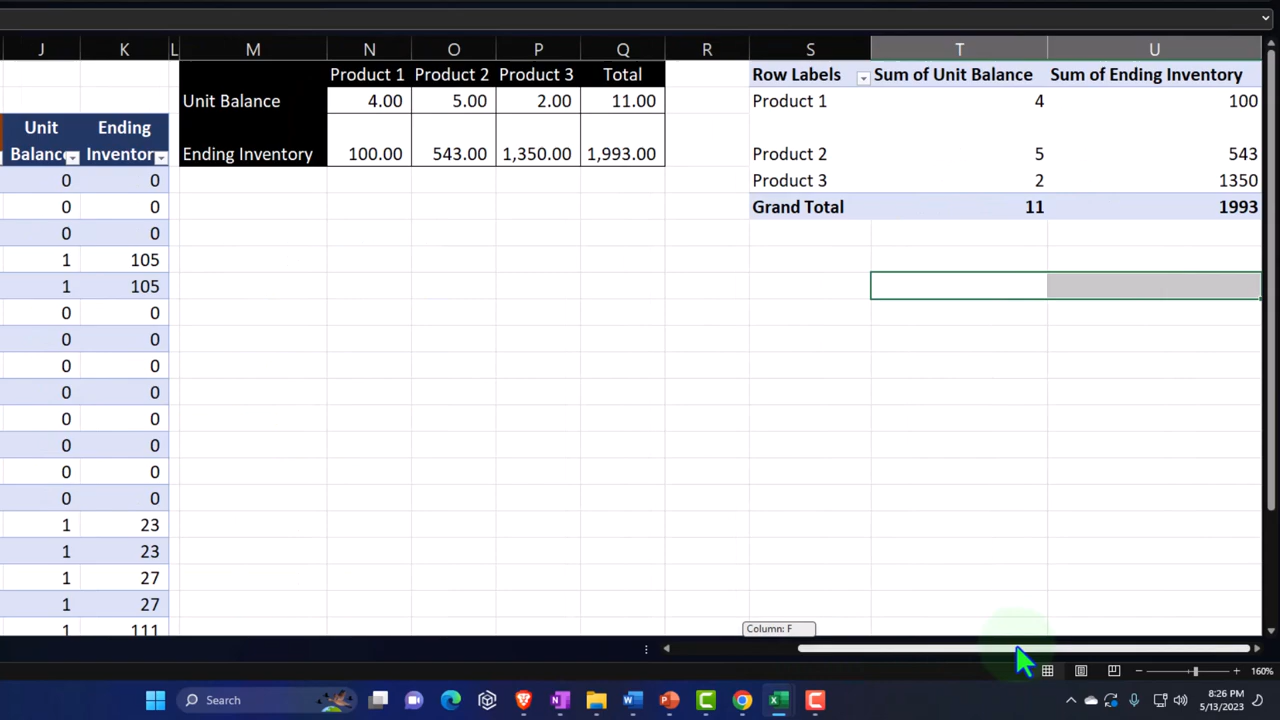 J K L M N O P Q R S T U
Product 1 Product 2 Product 3 Total Row Labels Sum of Unit Balance Sum of Ending Inventory
Unit Balance 4.00 5.00 2.00 11.00 Product 1 4 100
Unit Ending
Balance Inventor Ending Inventory 100.00 543.00 1,350.00 1,993.00 Product 2 5 543
0 0 Product 3 2 1350
0 0 Grand Total 11 1993
0 0
1 105
1 105
0 0
0 0
0 0
0 0
0 0
0 0
0 0
0 0
1 23
1 23
1 27
1 27
1 111
Column: F
160%
Search
8:26 PM
5/13/2023